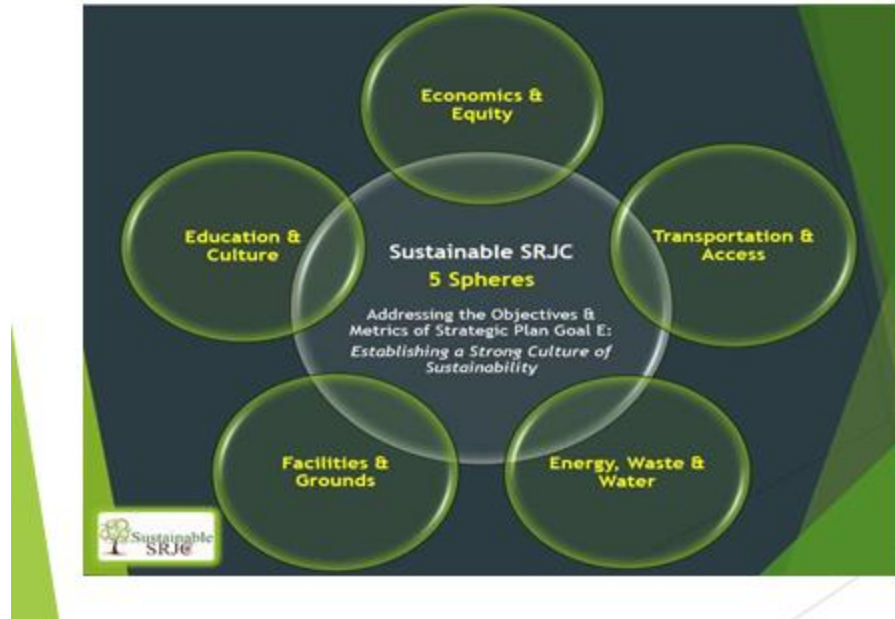 Economics &
Equity
Education &
Culture
Transportation &
Access
Sustainable SRJC
5 Spheres
Addressing the Objectives &
Metrics of Strategic Plan Goal E:
Establishing a Strong Culture of
Sustainability
Facilities &
Grounds
Energy, Waste &
Water
Sustainable
SRJC